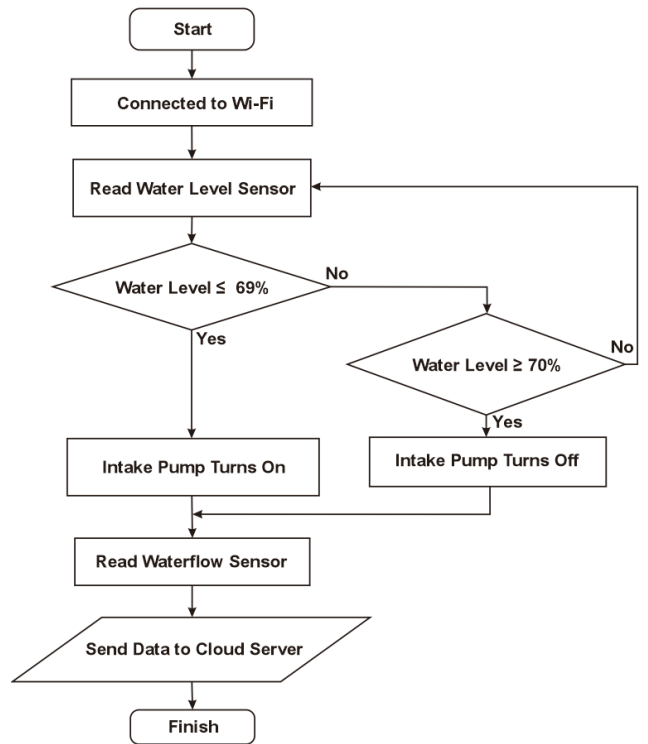 Start
Connected to Wi-Fi
Read Water Level Sensor
Water Level ≤ 69%
No
Yes
Water Level ≥ 70%
No
Yes
Intake Pump Turns On
Intake Pump Turns Off
Read Waterflow Sensor
Send Data to Cloud Server
Finish